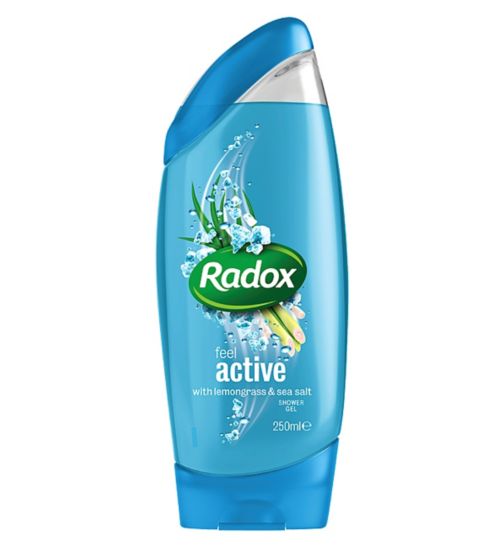 Radox
feel
active
with lemongrass & sea salt
SHOWER
GEL
250ml℮